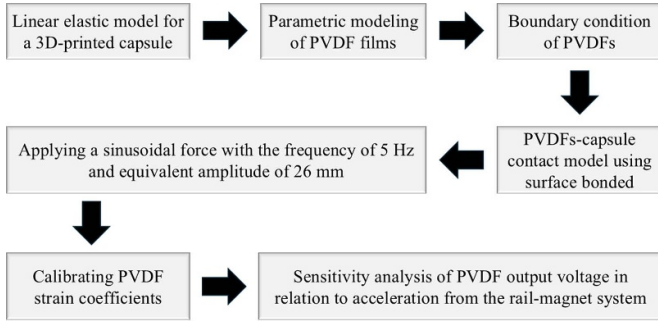 Linear elastic model for
a 3D-printed capsule
Parametric modeling
of PVDF films
Boundary condition
of PVDFs
PVDFs-capsule
contact model using
surface bonded
Applying a sinusoidal force with the frequency of 5 Hz
and equivalent amplitude of 26 mm
Calibrating PVDF
strain coefficients
Sensitivity analysis of PVDF output voltage in
relation to acceleration from the rail-magnet system